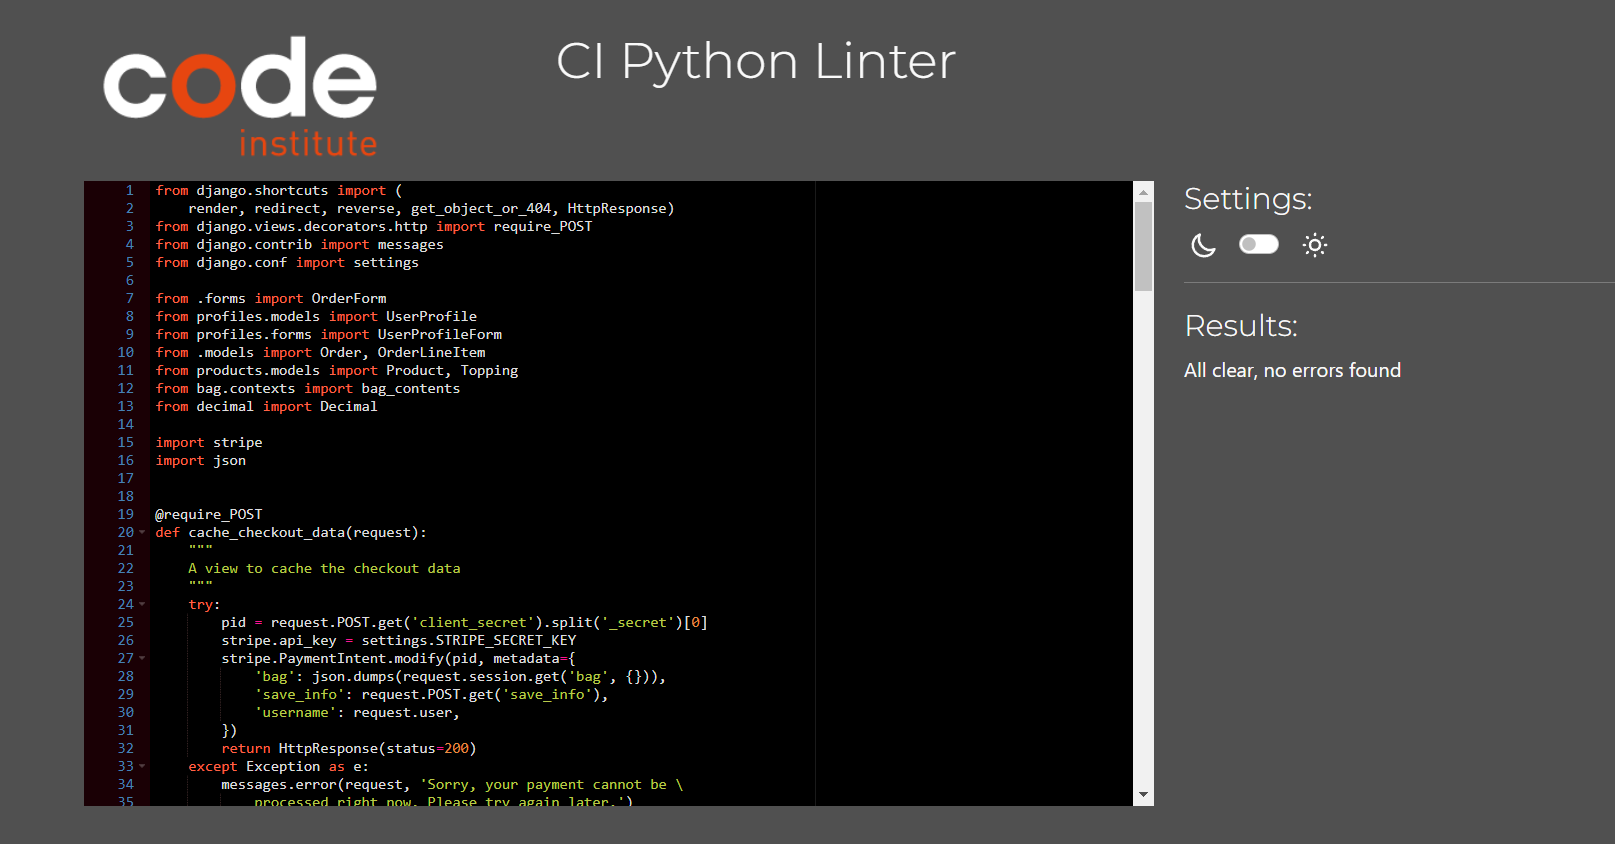 code
institute
CI Python Linter
1 from django.shortcuts import (
2     render, redirect, reverse, get_object_or_404, HttpResponse)
3 from django.views.decorators.http import require_POST
4 from django.contrib import messages
5 from django.conf import settings
6
7 from .forms import OrderForm
8 from profiles.models import UserProfile
9 from profiles.forms import UserProfileForm
10 from .models import Order, OrderLineItem
11 from products.models import Product, Topping
12 from bag.contexts import bag_contents
13 from decimal import Decimal
14
15 import stripe
16 import json
17
18
19 @require_POST
20 def cache_checkout_data(request):
21     """
22     A view to cache the checkout data
23     """
24     try:
25         pid = request.POST.get('client_secret').split('_secret')[0]
26         stripe.api_key = settings.STRIPE_SECRET_KEY
27         stripe.PaymentIntent.modify(pid, metadata={
28             'bag': json.dumps(request.session.get('bag', {})),
29             'save_info': request.POST.get('save_info'),
30             'username': request.user,
31         })
32         return HttpResponse(status=200)
33     except Exception as e:
34         messages.error(request, 'Sorry, your payment cannot be \
35             processed right now. Please try again later.')
Settings:
Results:
All clear, no errors found